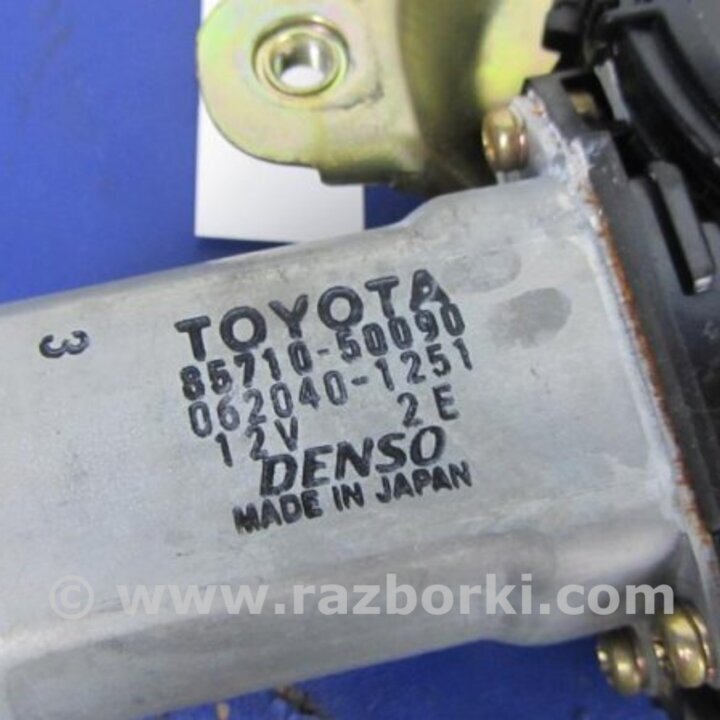 3
TOYOTA
85710-50090
062040-1251
12V 2E
DENSO
MADE IN JAPAN
© www.razborki.com